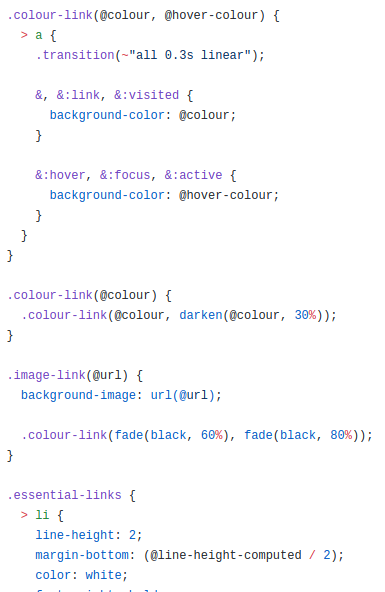 .colour-link(@colour, @hover-colour) {
  > a {
    .transition(~"all 0.3s linear");

    &, &:link, &:visited {
      background-color: @colour;
    }

    &:hover, &:focus, &:active {
      background-color: @hover-colour;
    }
  }
}

.colour-link(@colour) {
  .colour-link(@colour, darken(@colour, 30%));
}

.image-link(@url) {
  background-image: url(@url);

  .colour-link(fade(black, 60%), fade(black, 80%));
}

.essential-links {
  > li {
    line-height: 2;
    margin-bottom: (@line-height-computed / 2);
    color: white;